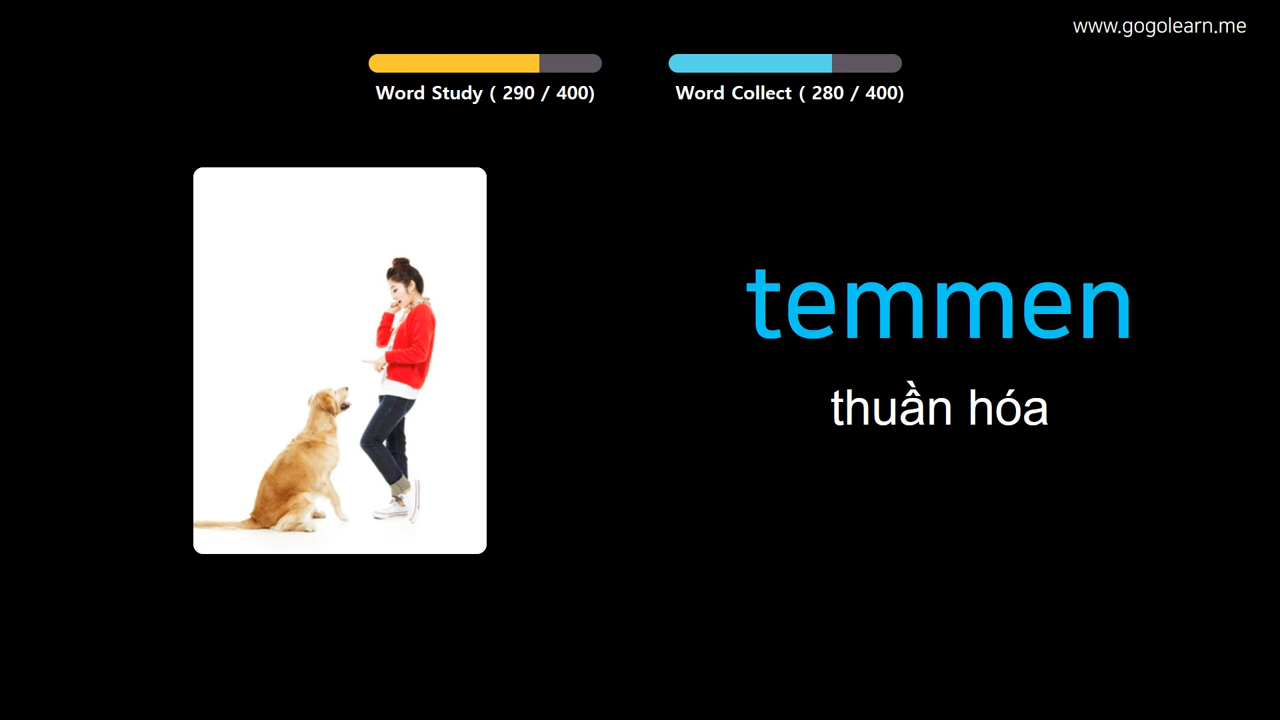 www.gogolearn.me
Word Study ( 290 / 400)
Word Collect ( 280 / 400)
temmen
thuần hóa